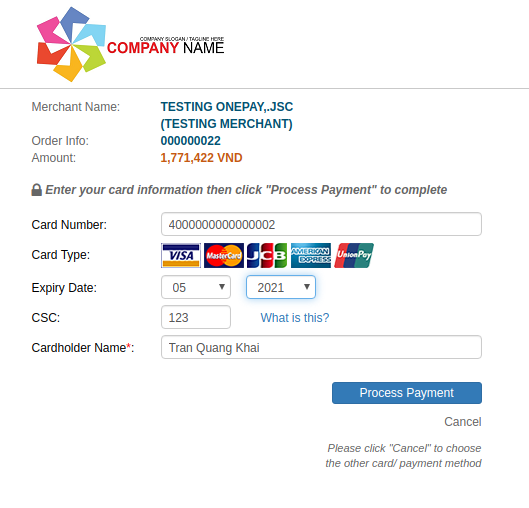 COMPANY SLOGAN / TAGLINE HERE
COMPANY NAME
Merchant Name: TESTING ONEPAY,.JSC
(TESTING MERCHANT)
Order Info: 000000022
Amount: 1,771,422 VND
Enter your card information then click "Process Payment" to complete
Card Number: 4000000000000002
Card Type: VISA MasterCard JCB AMERICAN EXPRESS UnionPay
Expiry Date: 05 2021
CSC: 123 What is this?
Cardholder Name*: Tran Quang Khai
Process Payment
Cancel
Please click "Cancel" to choose
the other card/ payment method